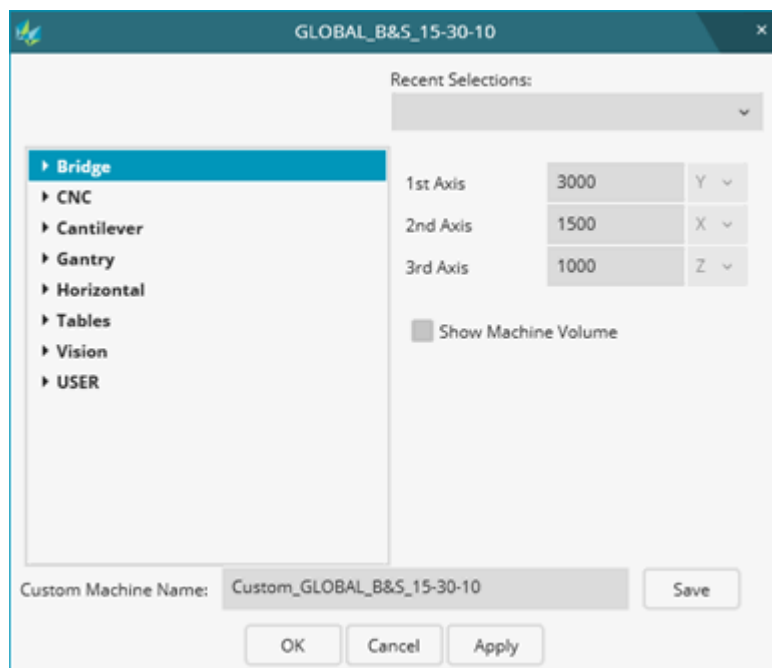 GLOBAL_B&S_15-30-10
Recent Selections:
Bridge
CNC
Cantilever
Gantry
Horizontal
Tables
Vision
USER
1st Axis 3000 Y
2nd Axis 1500 X
3rd Axis 1000 Z
Show Machine Volume
Custom Machine Name: Custom_GLOBAL_B&S_15-30-10 Save
OK Cancel Apply